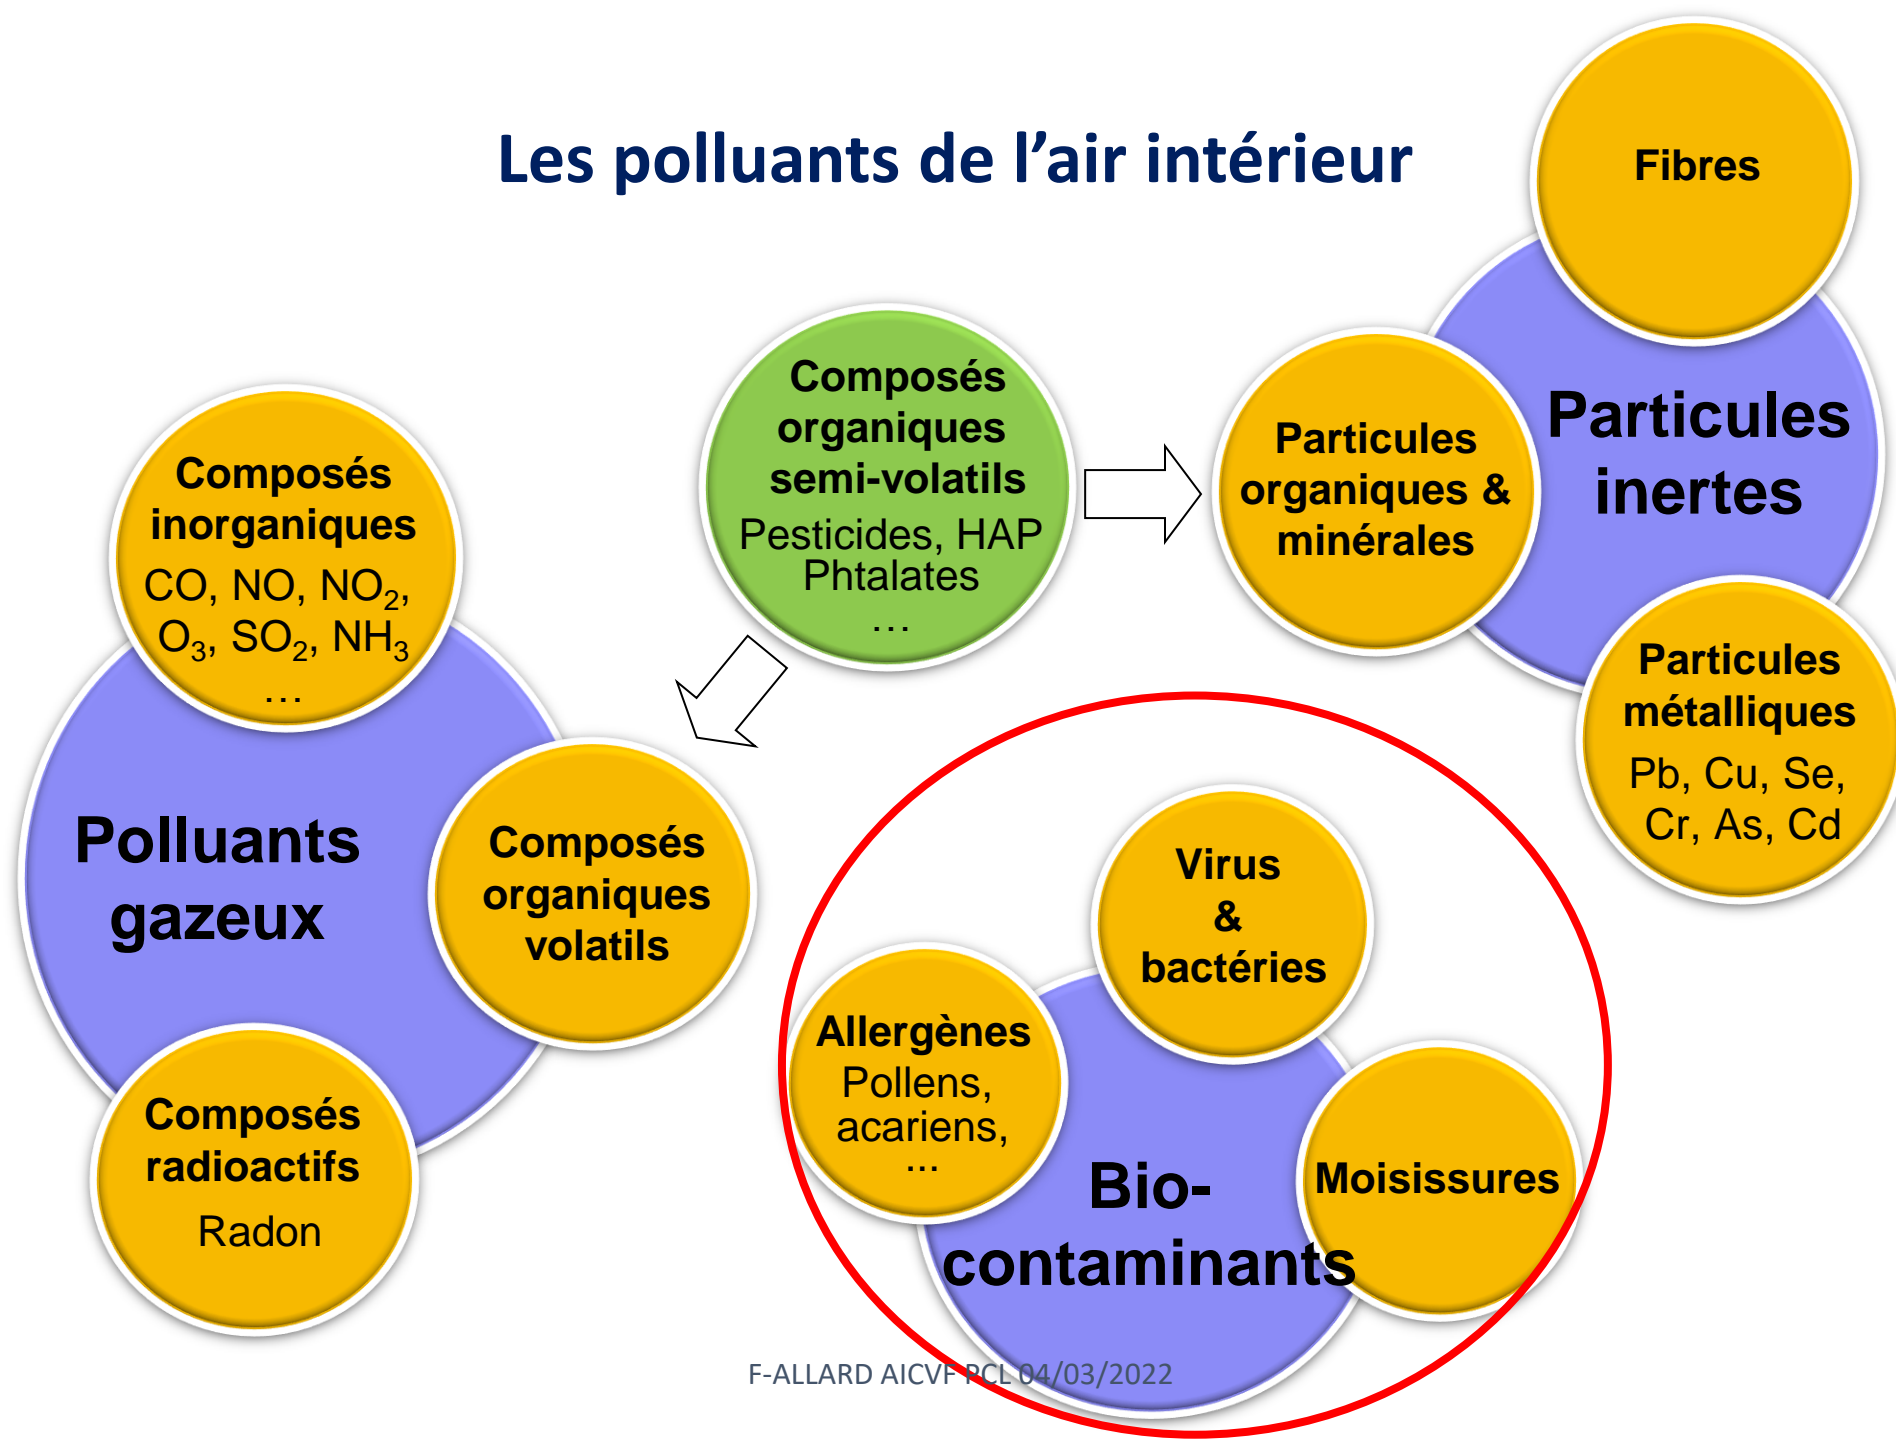 Les polluants de l’air intérieur
Fibres
Particules
inertes
Particules
organiques &
minérales
Particules
métalliques
Pb, Cu, Se,
Cr, As, Cd
Composés
organiques
semi-volatils
Pesticides, HAP
Phtalates
…
Composés
inorganiques
CO, NO, NO₂,
O₃, SO₂, NH₃
…
Polluants
gazeux
Composés
organiques
volatils
Composés
radioactifs
Radon
Virus
&
bactéries
Allergènes
Pollens,
acariens,
...
Moisissures
Bio-
contaminants
F-ALLARD AICVF PCL 04/03/2022